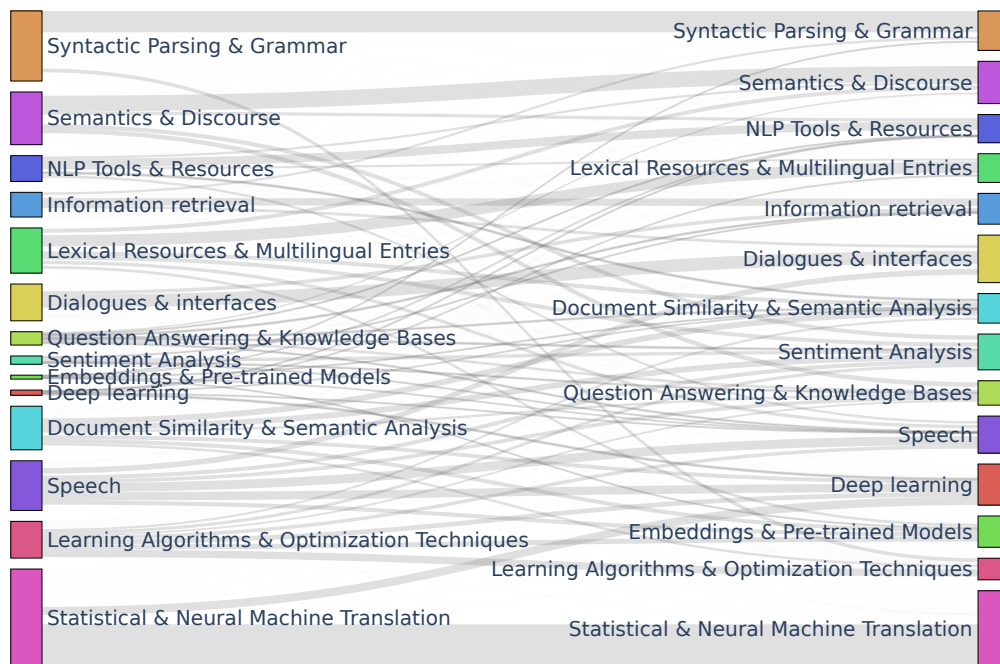 Syntactic Parsing & Grammar
Semantics & Discourse
NLP Tools & Resources
Information retrieval
Lexical Resources & Multilingual Entries
Dialogues & interfaces
Question Answering & Knowledge Bases
Sentiment Analysis
Embeddings & Pre-trained Models
Deep learning
Document Similarity & Semantic Analysis
Speech
Learning Algorithms & Optimization Techniques
Statistical & Neural Machine Translation
Syntactic Parsing & Grammar
Semantics & Discourse
NLP Tools & Resources
Lexical Resources & Multilingual Entries
Information retrieval
Dialogues & interfaces
Document Similarity & Semantic Analysis
Sentiment Analysis
Question Answering & Knowledge Bases
Speech
Deep learning
Embeddings & Pre-trained Models
Learning Algorithms & Optimization Techniques
Statistical & Neural Machine Translation